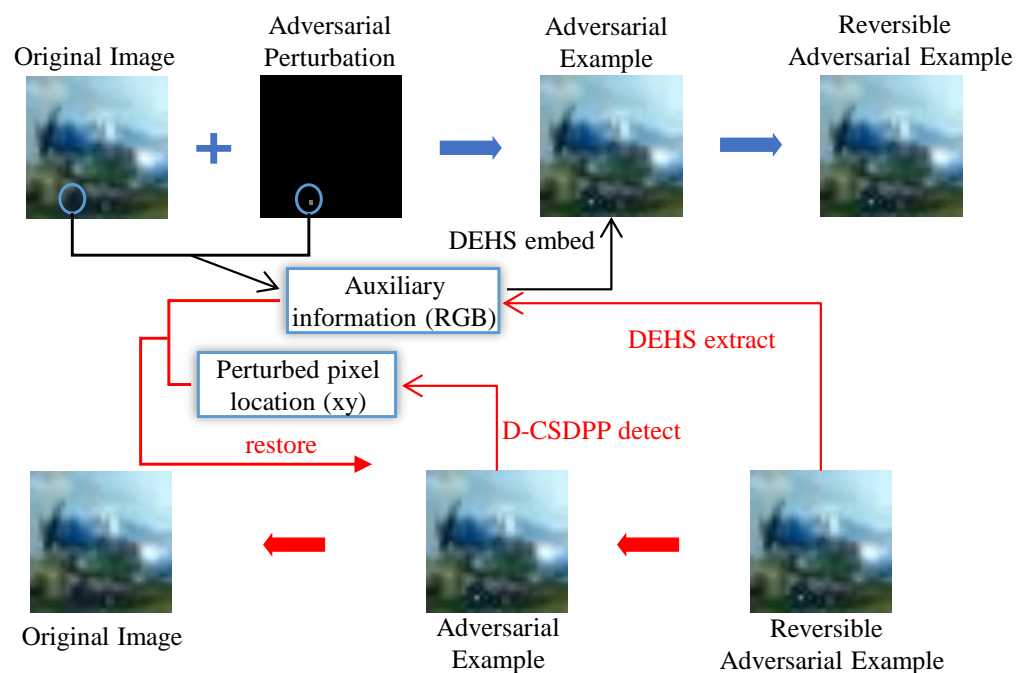 Original Image
Adversarial
Perturbation
Adversarial
Example
Reversible
Adversarial Example
DEHS embed
Auxiliary
information (RGB)
DEHS extract
Perturbed pixel
location (xy)
D-CSDPP detect
restore
Original Image
Adversarial
Example
Reversible
Adversarial Example